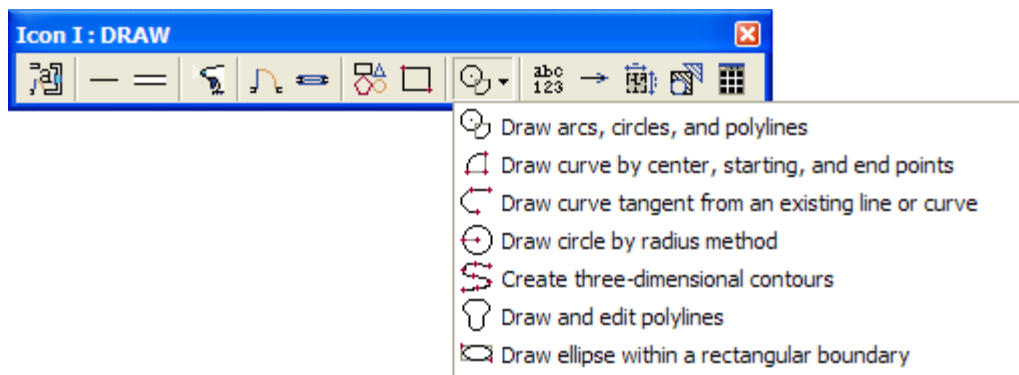 Icon I : DRAW
a
abc
123
Draw arcs, circles, and polylines
Draw curve by center, starting, and end points
Draw curve tangent from an existing line or curve
Draw circle by radius method
Create three-dimensional contours
Draw and edit polylines
Draw ellipse within a rectangular boundary